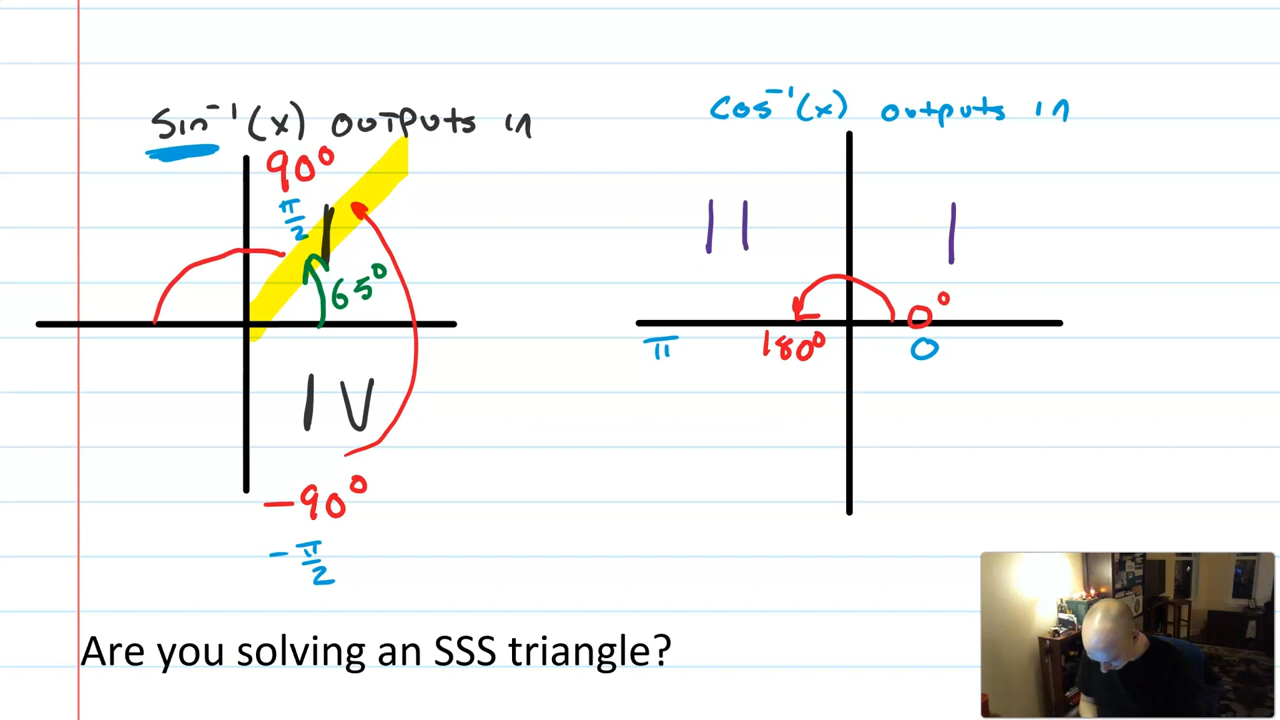 Sin⁻¹(x) outputs in
90°
π/2
I
65°
IV
-90°
-π/2
Cos⁻¹(x) outputs in
II
I
0°
π
180°
0
Are you solving an SSS triangle?